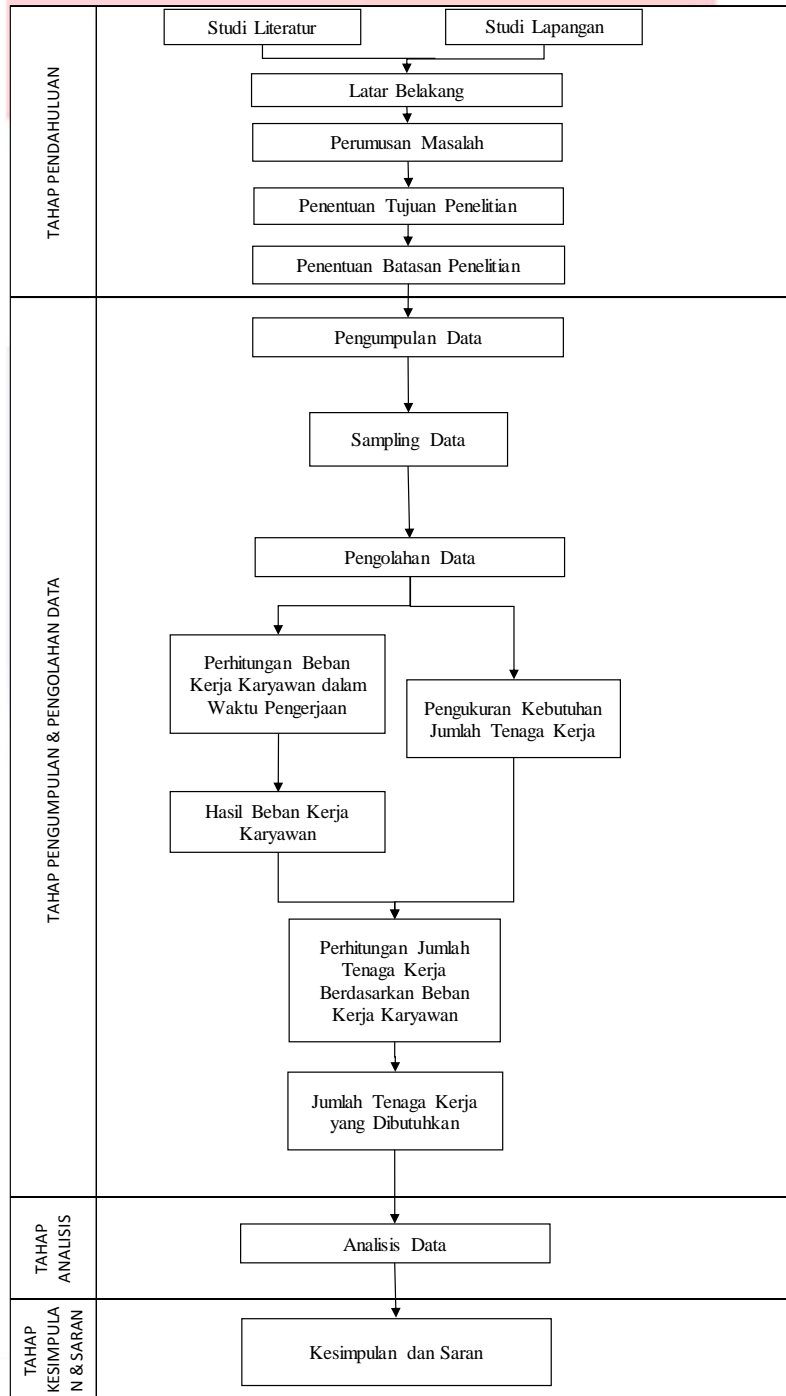 TAHAP PENDAHULUAN
Studi Literatur
Studi Lapangan
Latar Belakang
Perumusan Masalah
Penentuan Tujuan Penelitian
Penentuan Batasan Penelitian
TAHAP PENGUMPULAN & PENGOLAHAN DATA
Pengumpulan Data
Sampling Data
Pengolahan Data
Perhitungan Beban
Kerja Karyawan dalam
Waktu Pengerjaan
Pengukuran Kebutuhan
Jumlah Tenaga Kerja
Hasil Beban Kerja
Karyawan
Perhitungan Jumlah
Tenaga Kerja
Berdasarkan Beban
Kerja Karyawan
Jumlah Tenaga Kerja
yang Dibutuhkan
TAHAP
ANALISIS
Analisis Data
TAHAP
KESIMPULA
N & SARAN
Kesimpulan dan Saran